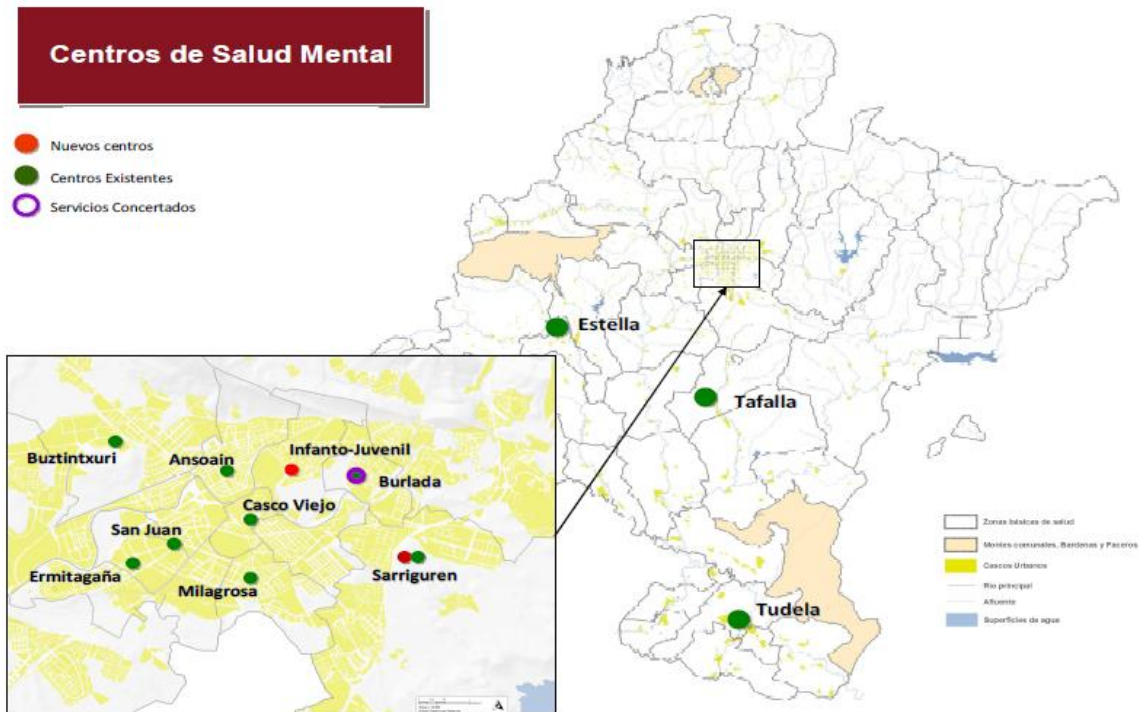 Centros de Salud Mental
Nuevos centros
Centros Existentes
Servicios Concertados
Estella
Tafalla
Tudela
Buztintxuri
Ansoain
Infanto-Juvenil
Burlada
Casco Viejo
San Juan
Ermitagaña
Milagrosa
Sarriguren
Zonas básicas de salud
Montes comunales, Bardenas y Faceros
Cascos Urbanos
Rio principal
Afluente
Superficies de agua